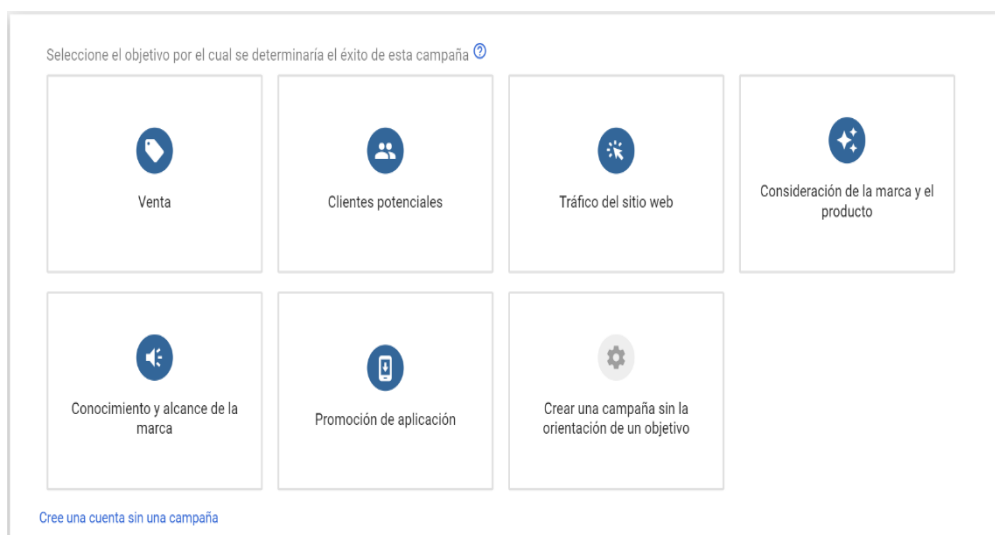 Seleccione el objetivo por el cual se determinaría el éxito de esta campaña
Venta
Clientes potenciales
Tráfico del sitio web
Consideración de la marca y el
producto
Conocimiento y alcance de la
marca
Promoción de aplicación
Crear una campaña sin la
orientación de un objetivo
Cree una cuenta sin una campaña